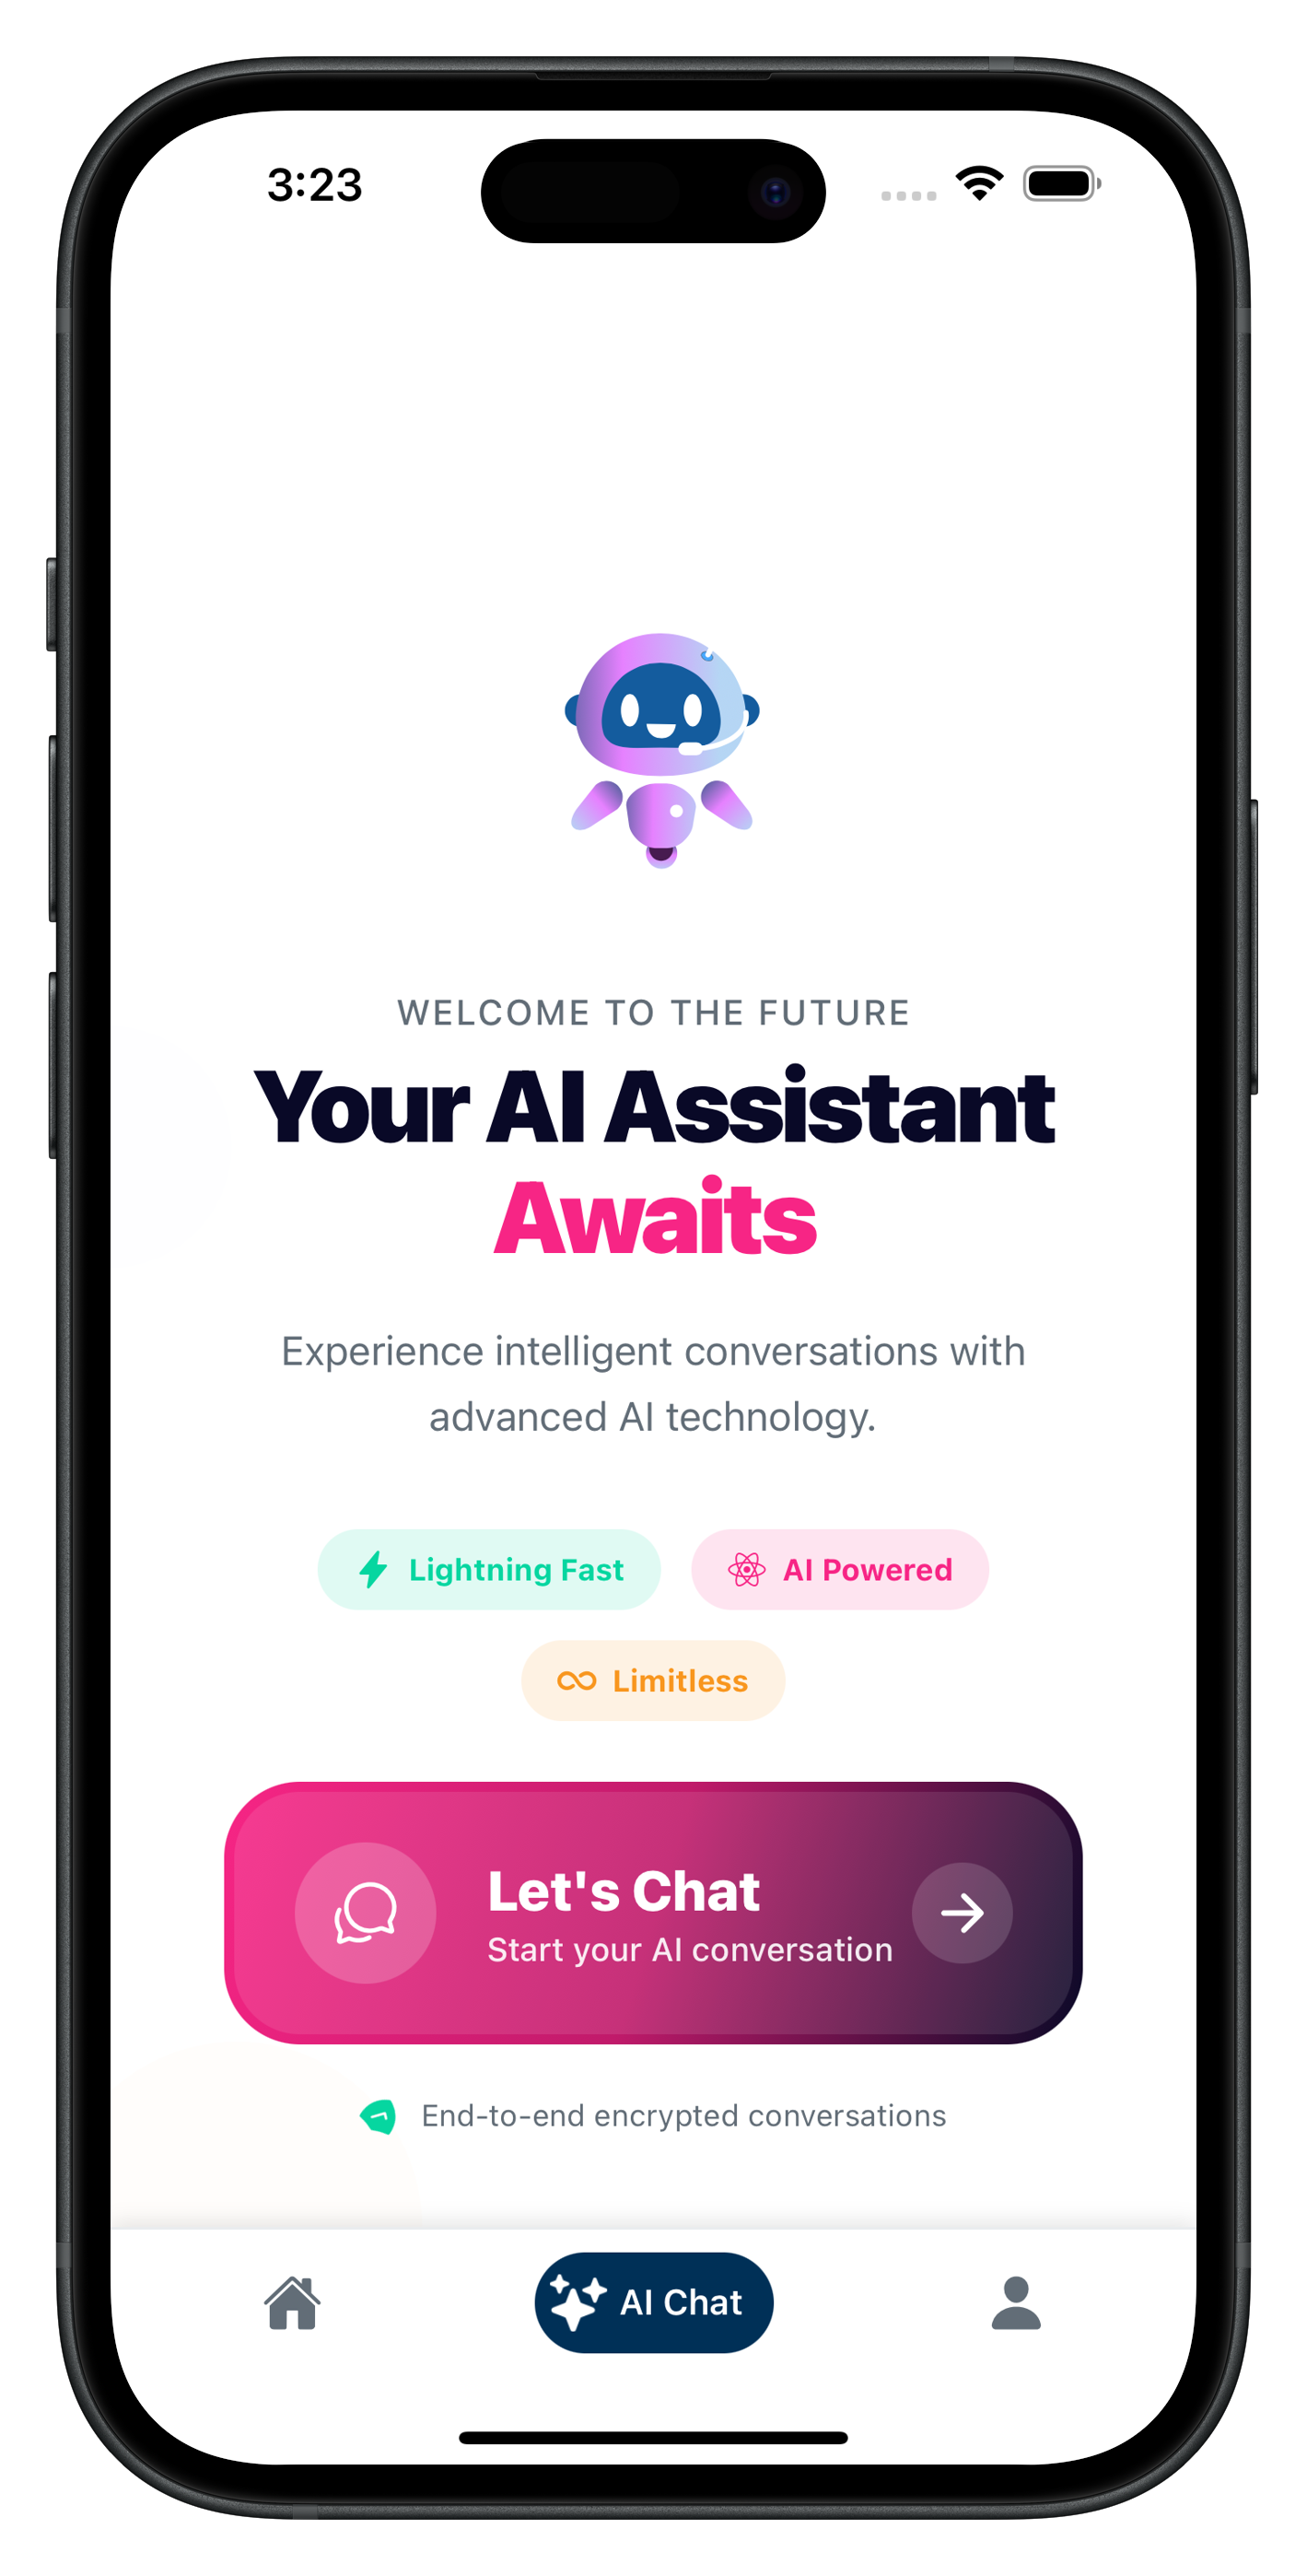 3:23
WELCOME TO THE FUTURE
Your AI Assistant
Awaits
Experience intelligent conversations with
advanced AI technology.
Lightning Fast
AI Powered
Limitless
Let's Chat
Start your AI conversation
End-to-end encrypted conversations
AI Chat